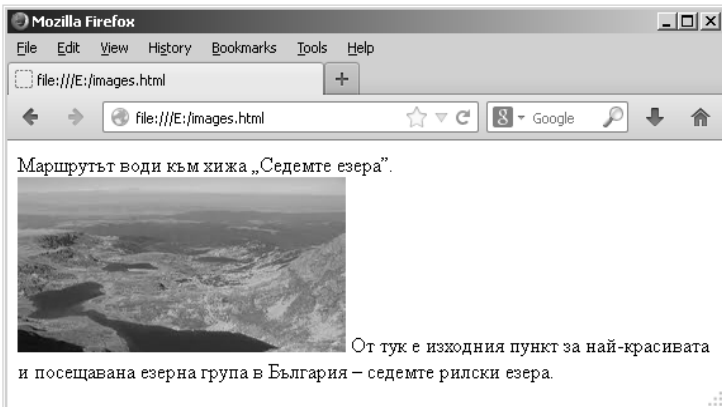 Mozilla Firefox
File Edit View History Bookmarks Tools Help
file:///E:/images.html
file:///E:/images.html
8 Google
Маршрутът води към хижа „Седемте езера”.
От тук е изходния пункт за най-красивата
и посещавана езерна група в България – седемте рилски езера.